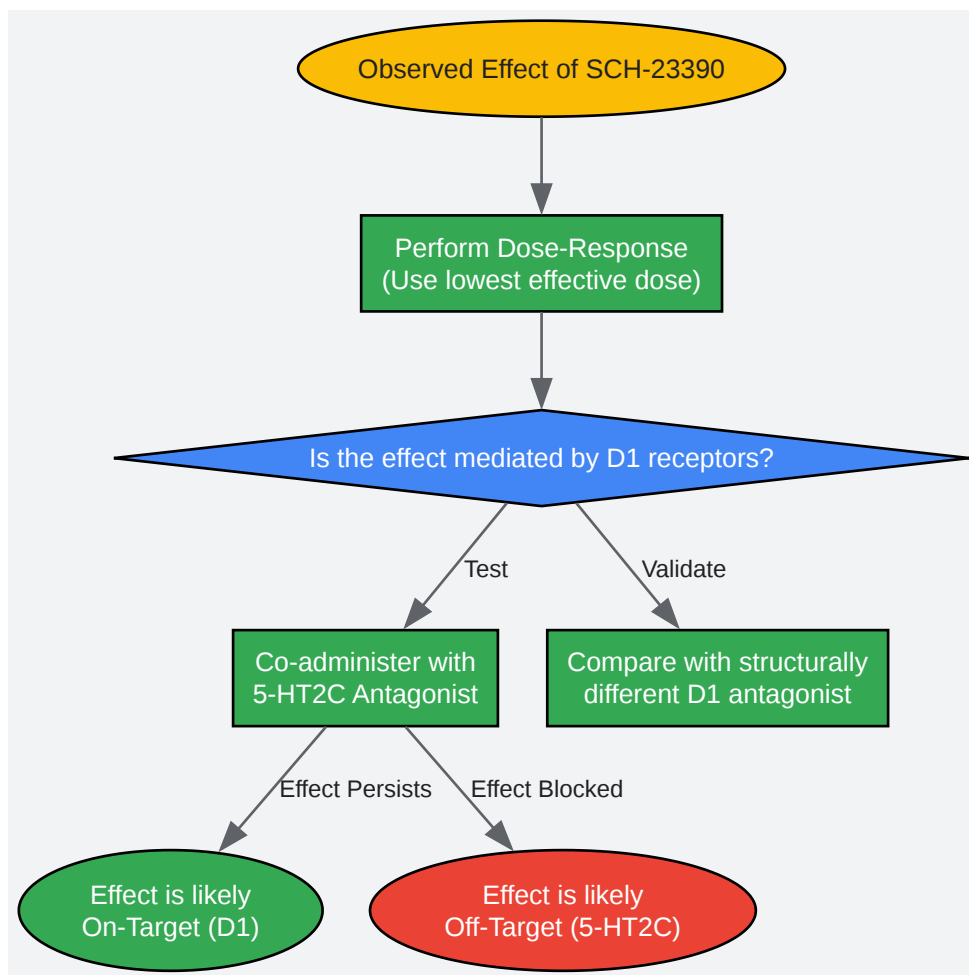 Observed Effect of SCH-23390
Perform Dose-Response
(Use lowest effective dose)
Is the effect mediated by D1 receptors?
Test
Validate
Co-administer with
5-HT2C Antagonist
Compare with structurally
different D1 antagonist
Effect Persists
Effect Blocked
Effect is likely
On-Target (D1)
Effect is likely
Off-Target (5-HT2C)